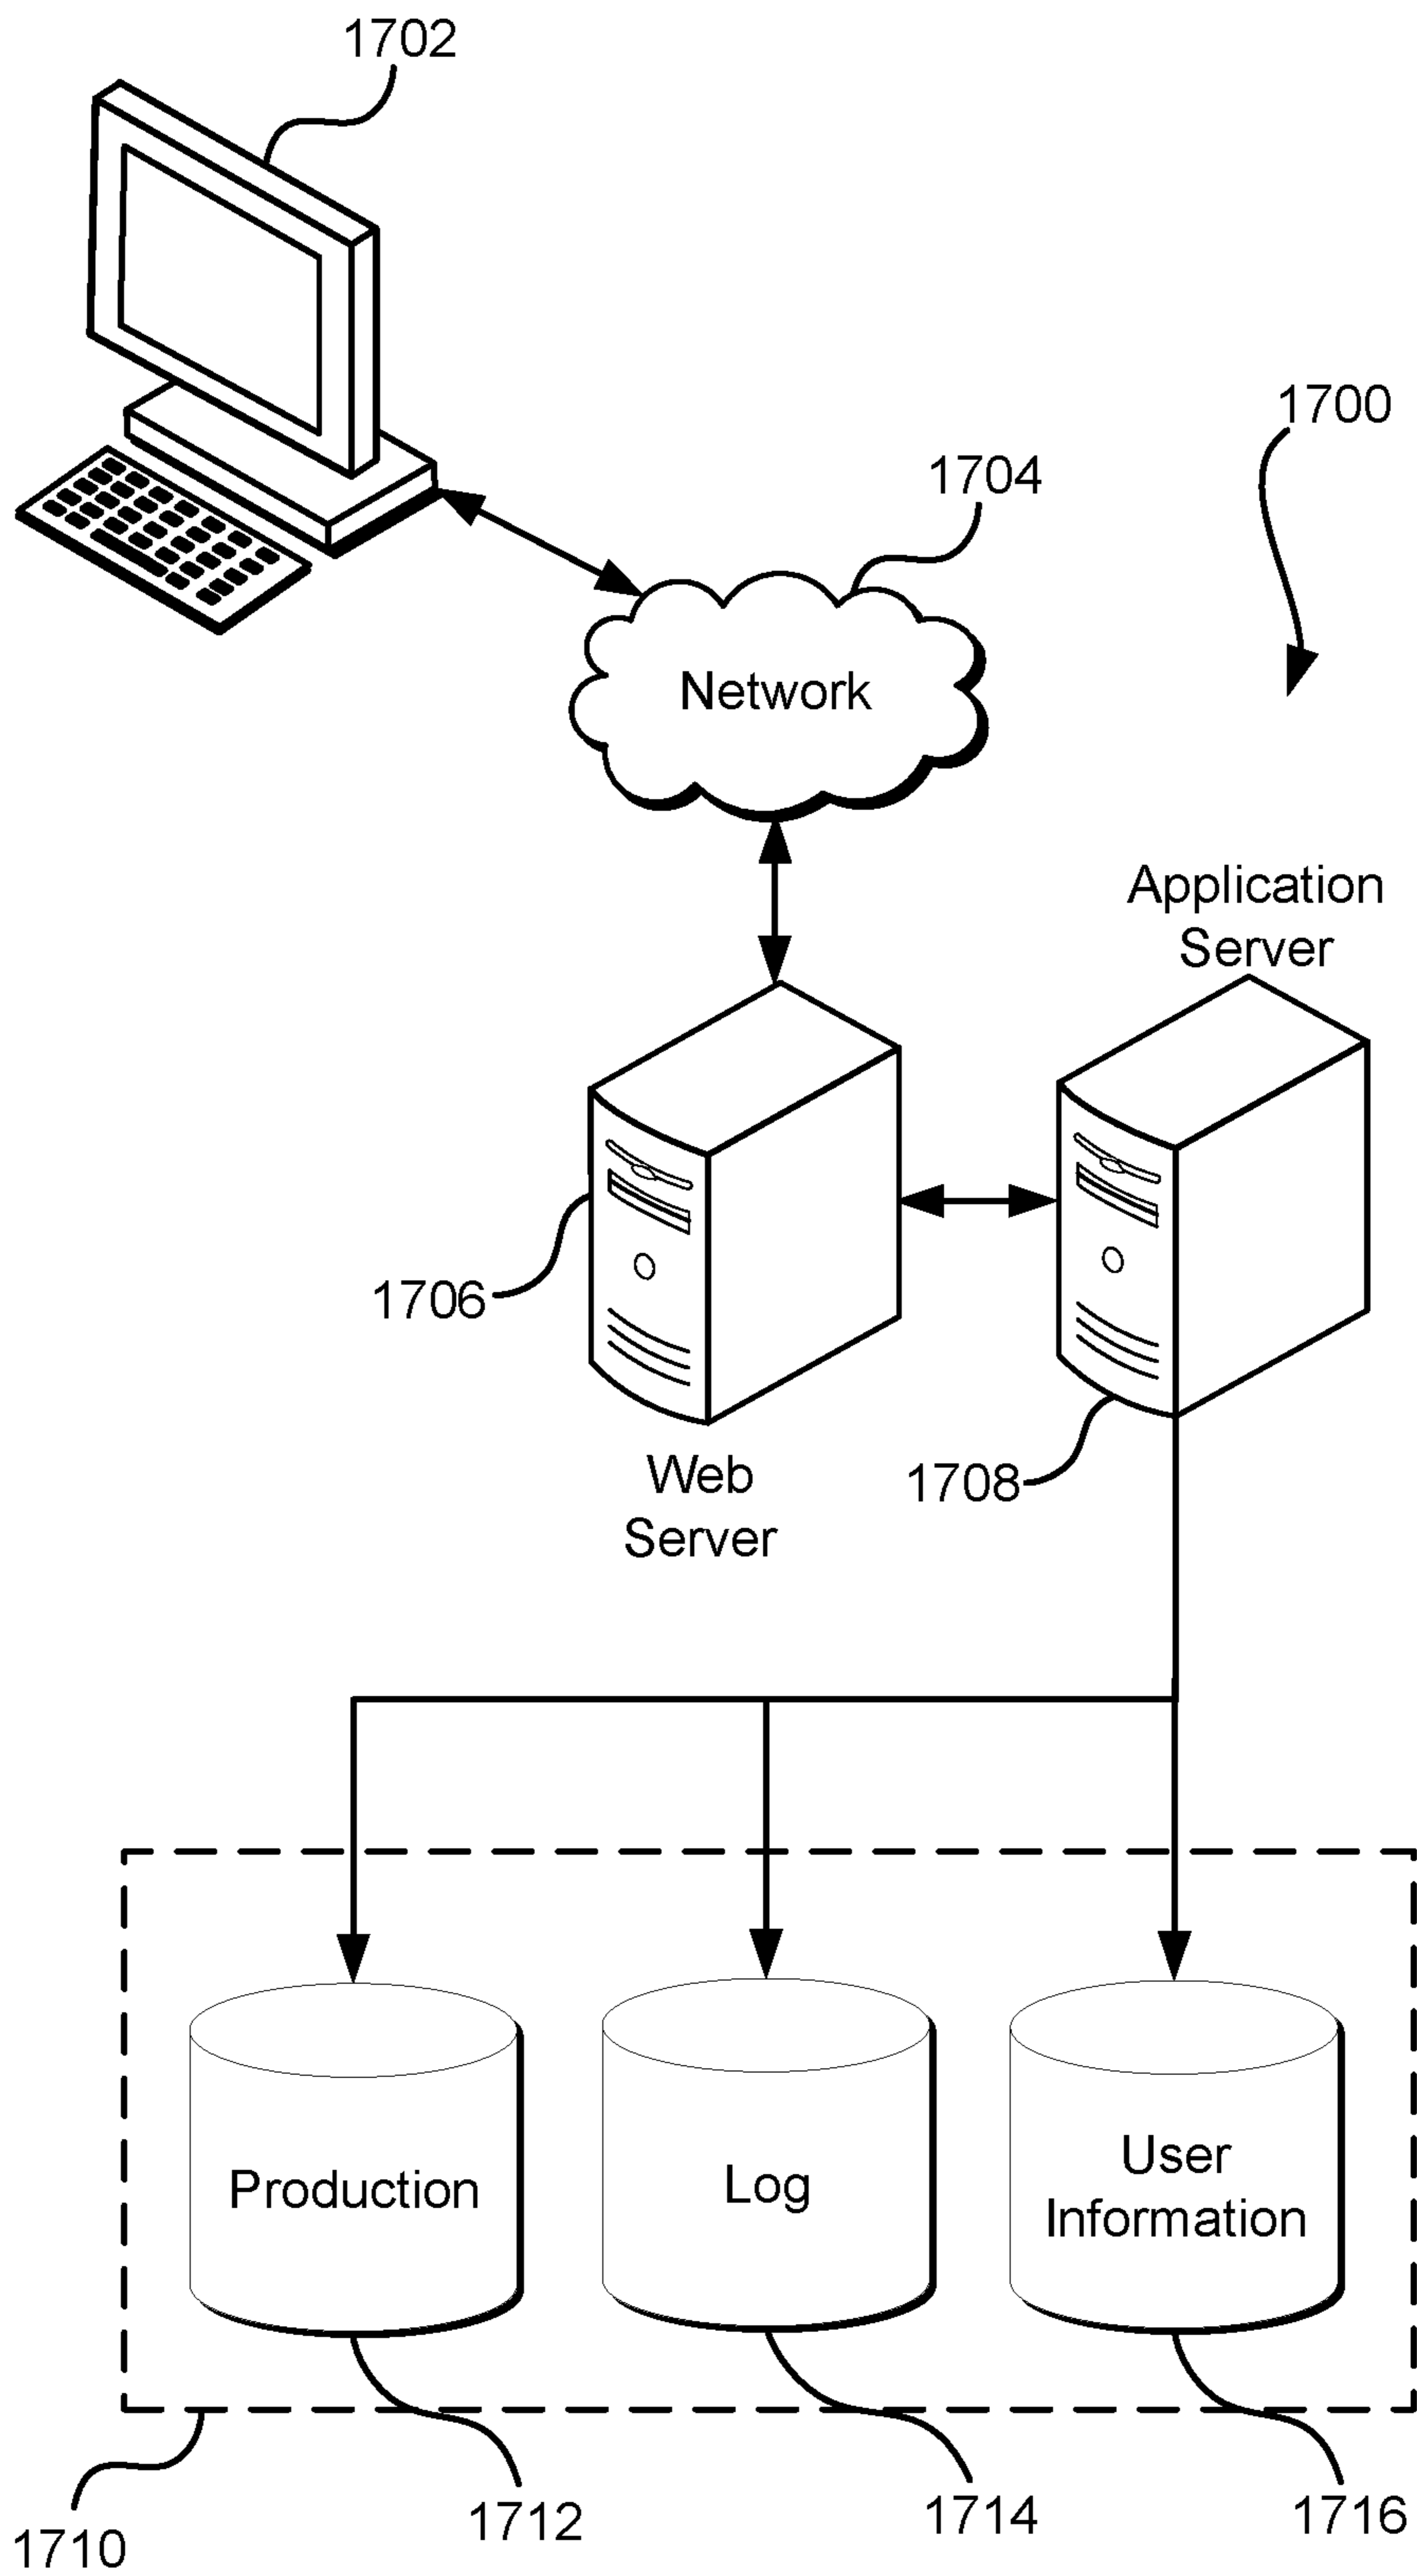 1702
1700
1704
Network
Application
Server
1706
Web
Server
1708
Production
Log
User
Information
1710
1712
1714
1716